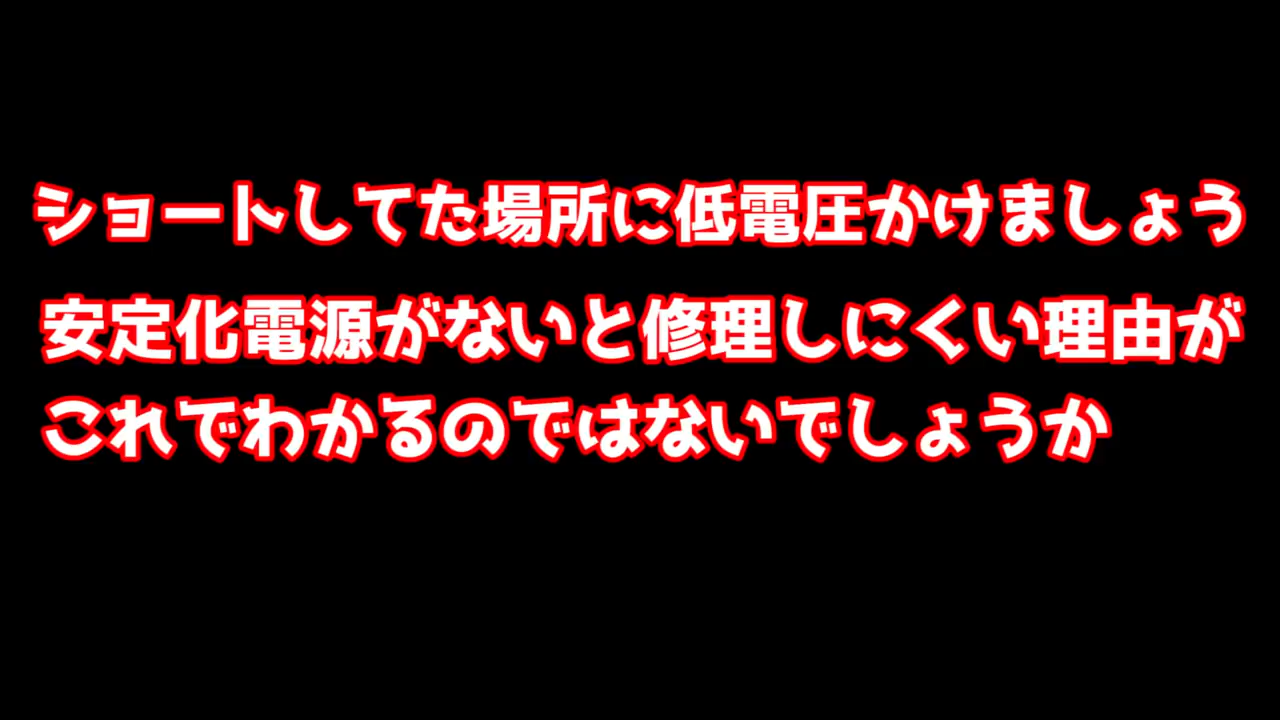 ショートしてた場所に低電圧かけましょう
安定化電源がないと修理しにくい理由が
これでわかるのではないでしょうか